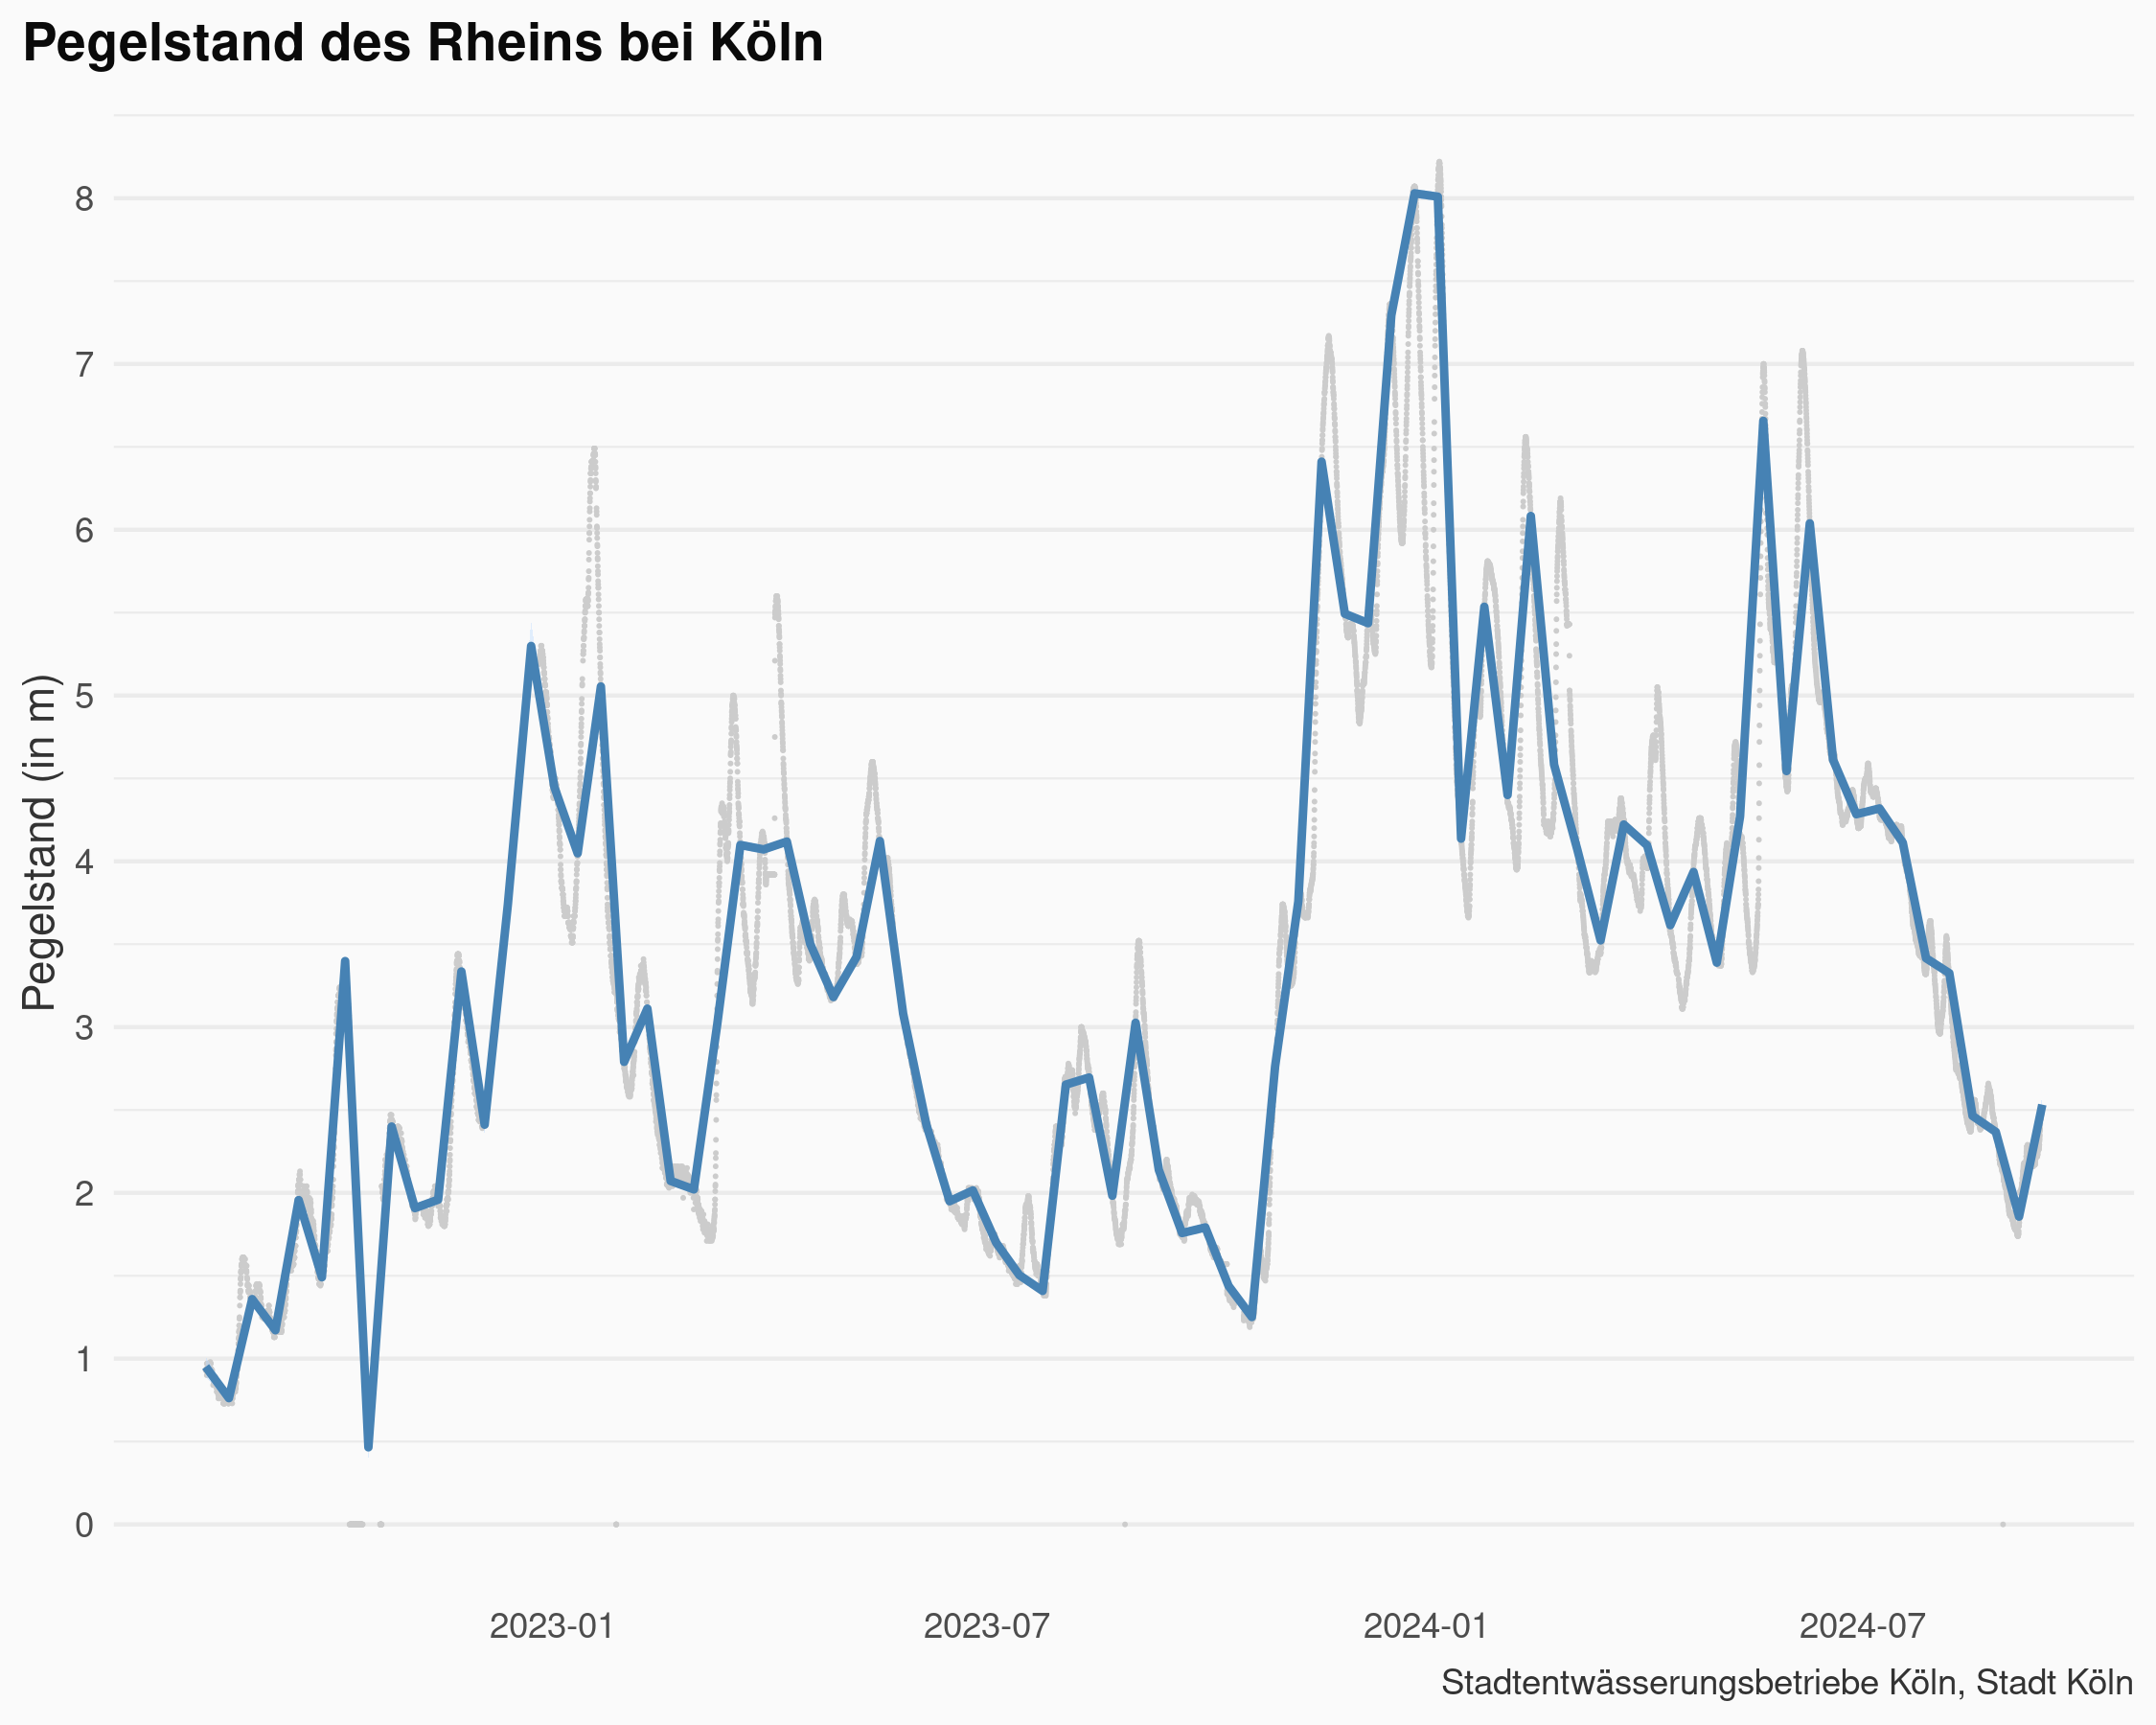 Pegelstand des Rheins bei Köln
Pegelstand (in m)
8
7
6
5
4
3
2
1
0
2023-01 2023-07 2024-01 2024-07
Stadtentwässerungsbetriebe Köln, Stadt Köln